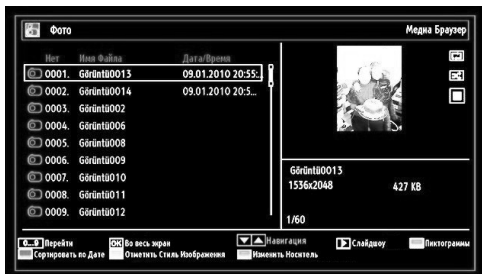 Фото Медиа Браузер
Нет Имя Файла Дата/Время
0001. Görüntü0013 09.01.2010 20:55:..
0002. Görüntü0014 09.01.2010 20:5...
0003. Görüntü002
0004. Görüntü006
0005. Görüntü008
0006. Görüntü009
0007. Görüntü010
0008. Görüntü011
0009. Görüntü012
Görüntü0013
1536x2048 427 KB
1/60
0...9 Перейти OK Во весь экран Навигация Слайдшоу Пиктограммы
Сортировать по Дате Отметить Стиль Изображения Изменить Носитель